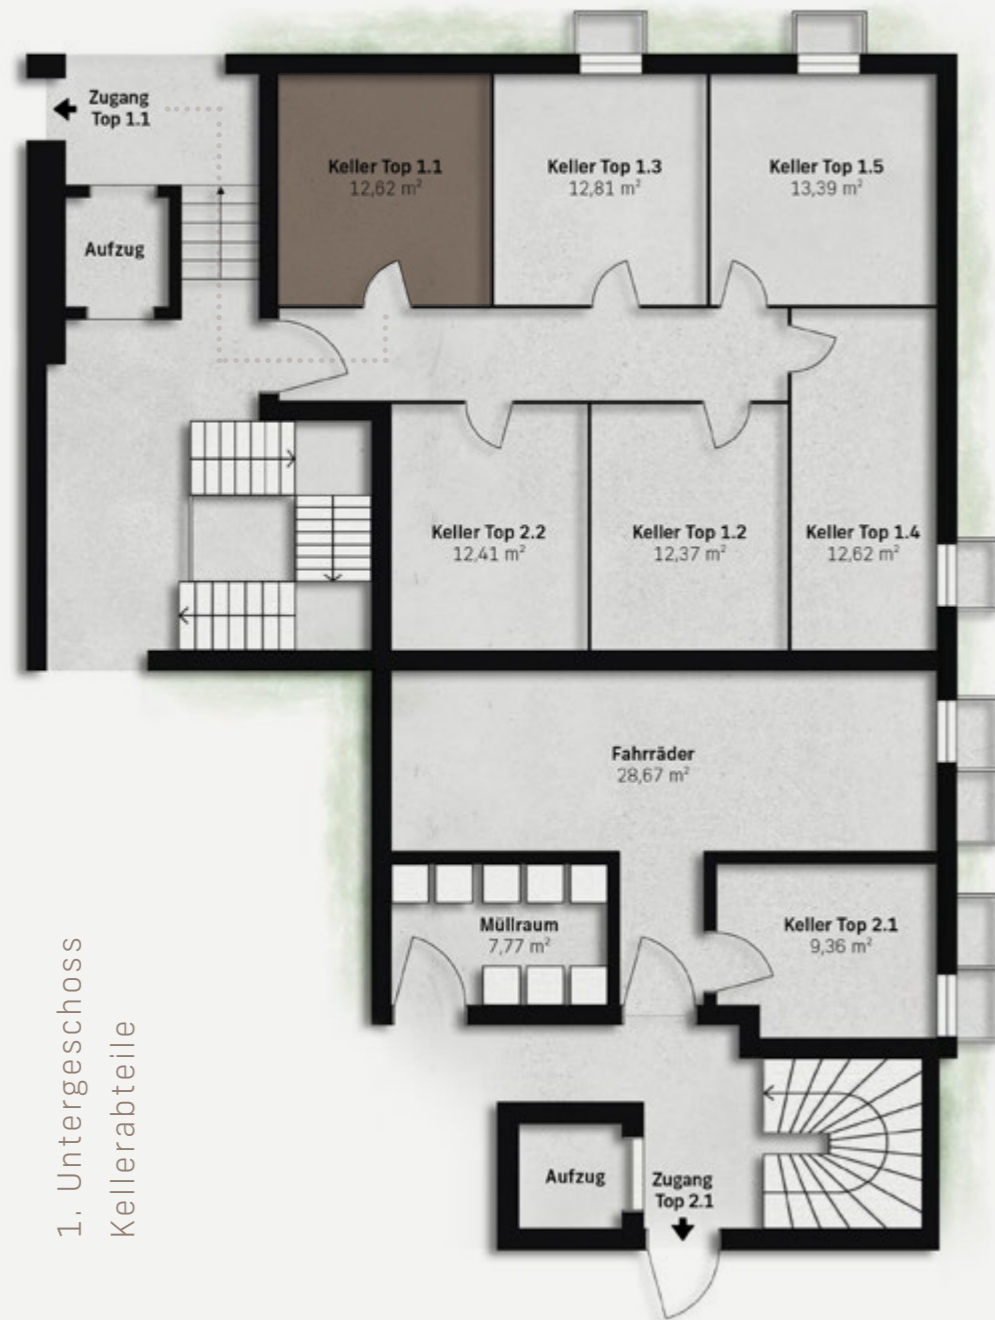 Zugang
Top 1.1
Keller Top 1.1
12,62 m²
Keller Top 1.3
12,81 m²
Keller Top 1.5
13,39 m²
Aufzug
Keller Top 2.2
12,41 m²
Keller Top 1.2
12,37 m²
Keller Top 1.4
12,62 m²
Fahrräder
28,67 m²
Müllraum
7,77 m²
Keller Top 2.1
9,36 m²
Aufzug
Zugang
Top 2.1
1. Untergeschoss
Kellerabteile